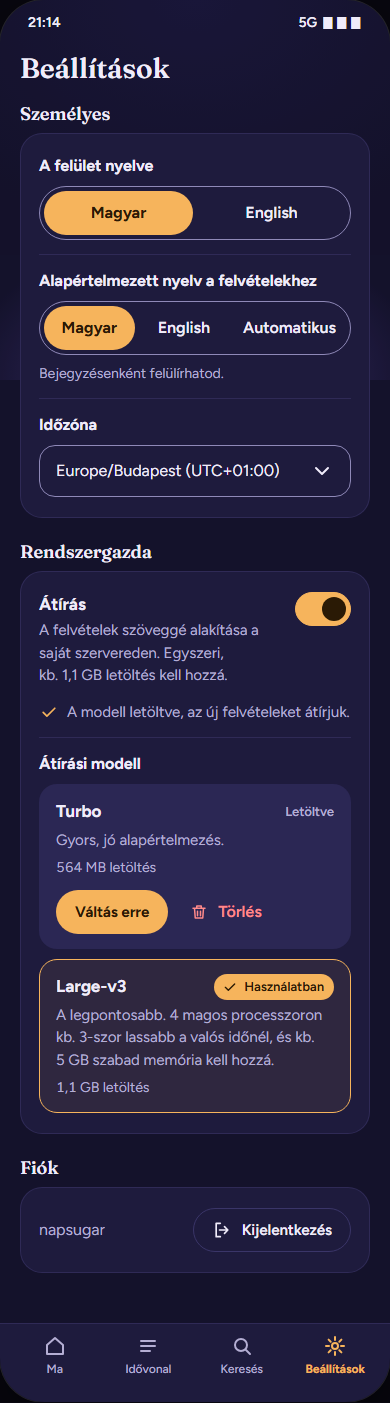 21:14
5G
Beállítások
Személyes
A felület nyelve
Magyar English
Alapértelmezett nyelv a felvételekhez
Magyar English Automatikus
Bejegyzésenként felülírhatod.
Időzóna
Europe/Budapest (UTC+01:00)
Rendszergazda
Átírás
A felvételek szöveggé alakítása a
saját szervereden. Egyszeri,
kb. 1,1 GB letöltés kell hozzá.
A modell letöltve, az új felvételeket átírjuk.
Átírási modell
Turbo Letöltve
Gyors, jó alapértelmezés.
564 MB letöltés
Váltás erre Törlés
Large-v3 Használatban
A legpontosabb. 4 magos processzoron
kb. 3-szor lassabb a valós időnél, és kb.
5 GB szabad memória kell hozzá.
1,1 GB letöltés
Fiók
napsugar Kijelentkezés
Ma Idővonal Keresés Beállítások